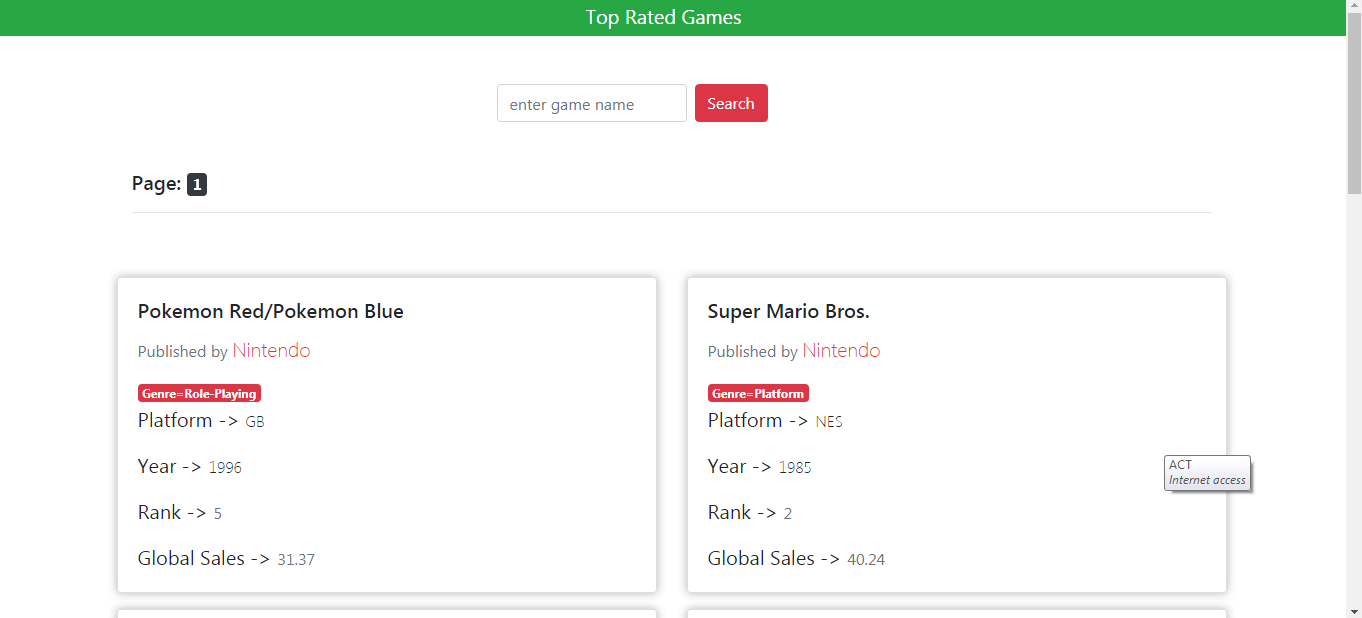 Top Rated Games
enter game name
Search
Page: 1
Pokemon Red/Pokemon Blue
Published by Nintendo
Genre=Role-Playing
Platform -> GB
Year -> 1996
Rank -> 5
Global Sales -> 31.37
Super Mario Bros.
Published by Nintendo
Genre=Platform
Platform -> NES
Year -> 1985
Rank -> 2
Global Sales -> 40.24
ACT
Internet access